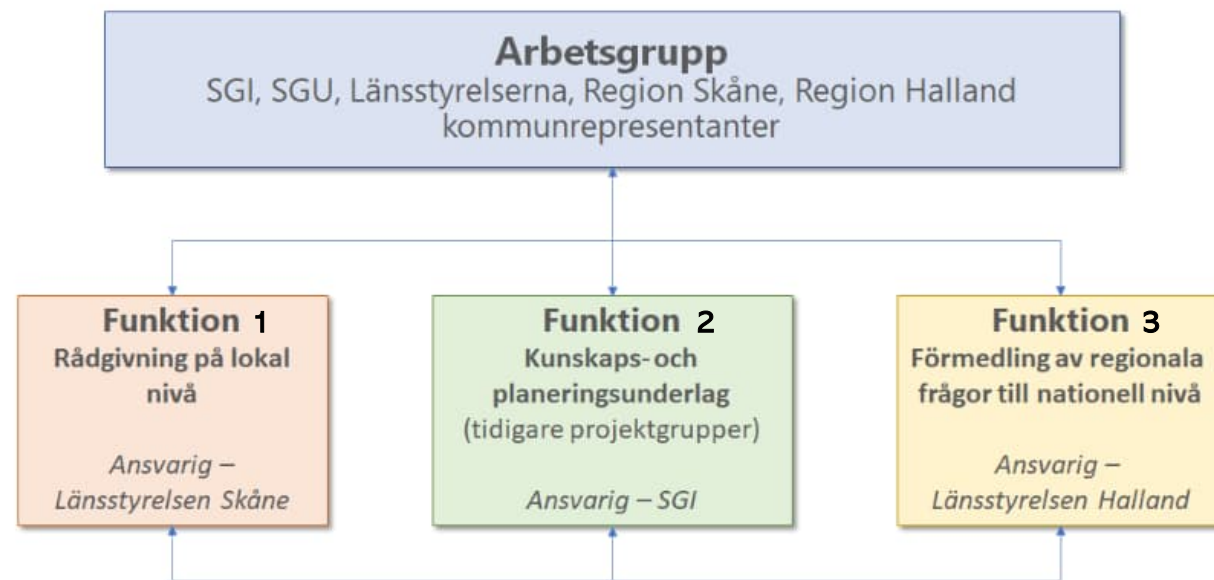 Arbetsgrupp
SGI, SGU, Länsstyrelserna, Region Skåne, Region Halland
kommunrepresentanter
Funktion 1
Rådgivning på lokal
nivå
Ansvarig –
Länsstyrelsen Skåne
Funktion 2
Kunskaps- och
planeringsunderlag
(tidigare projektgrupper)
Ansvarig – SGI
Funktion 3
Förmedling av regionala
frågor till nationell nivå
Ansvarig –
Länsstyrelsen Halland